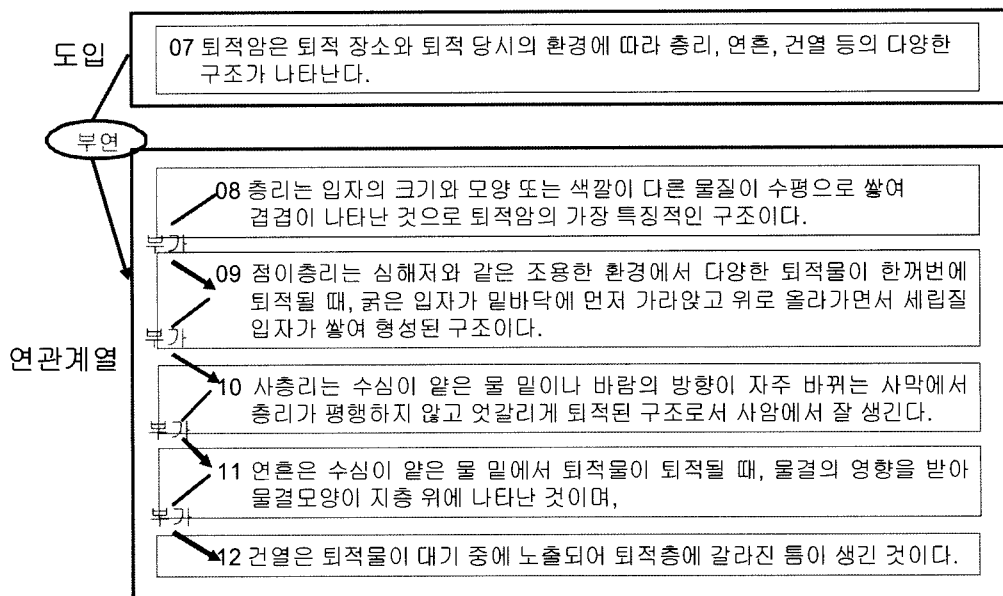 도입
07 퇴적암은 퇴적 장소와 퇴적 당시의 환경에 따라 층리, 연흔, 건열 등의 다양한
구조가 나타난다.
부연
08 층리는 입자의 크기와 모양 또는 색깔이 다른 물질이 수평으로 쌓여
겹겹이 나타난 것으로 퇴적암의 가장 특징적인 구조이다.
부가
09 점이층리는 심해저와 같은 조용한 환경에서 다양한 퇴적물이 한꺼번에
퇴적될 때, 굵은 입자가 밑바닥에 먼저 가라앉고 위로 올라가면서 세립질
입자가 쌓여 형성된 구조이다.
부가
연관계열
10 사층리는 수심이 얕은 물 밑이나 바람의 방향이 자주 바뀌는 사막에서
층리가 평행하지 않고 엇갈리게 퇴적된 구조로서 사암에서 잘 생긴다.
부가
11 연흔은 수심이 얕은 물 밑에서 퇴적물이 퇴적될 때, 물결의 영향을 받아
물결모양이 지층 위에 나타난 것이며,
부가
12 건열은 퇴적물이 대기 중에 노출되어 퇴적층에 갈라진 틈이 생긴 것이다.